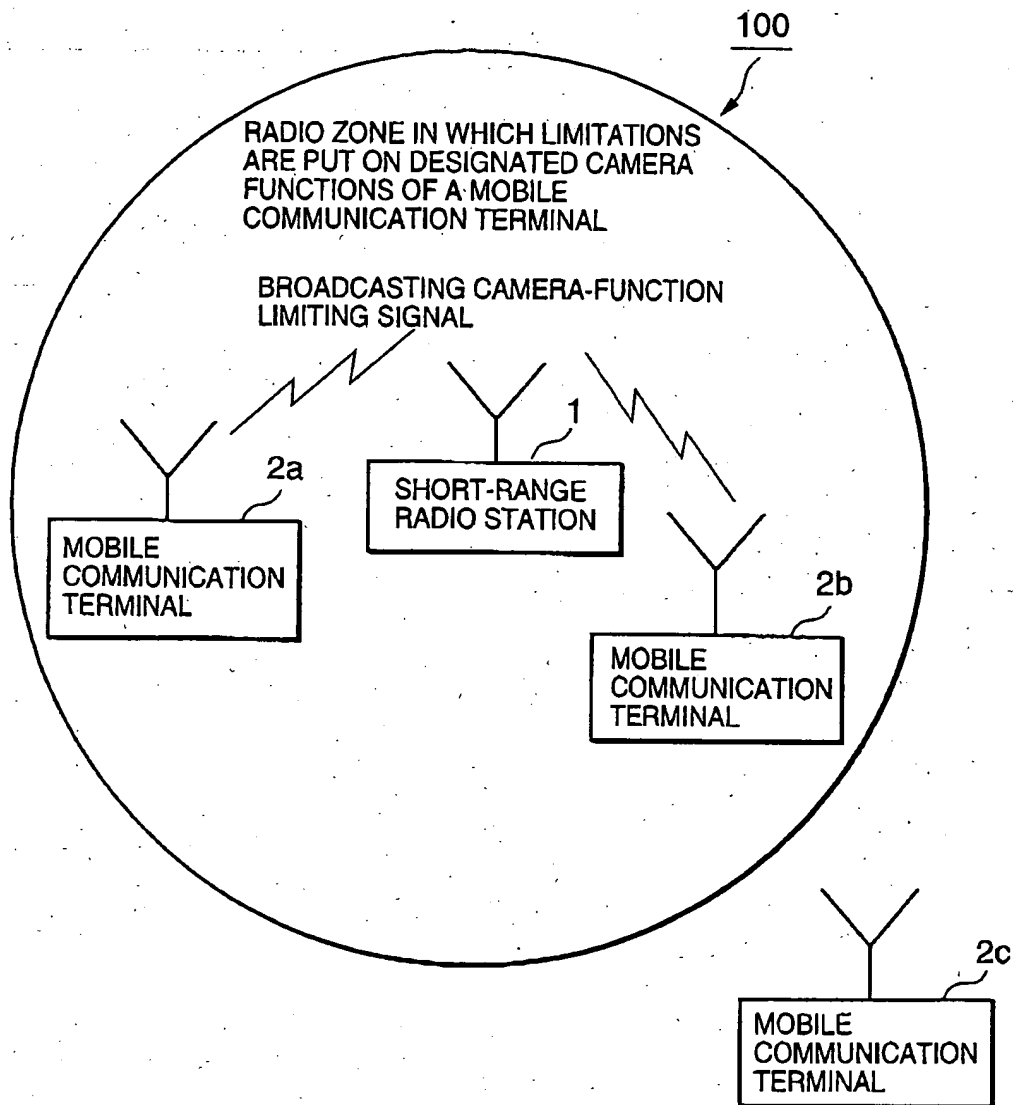 100
RADIO ZONE IN WHICH LIMITATIONS
ARE PUT ON DESIGNATED CAMERA
FUNCTIONS OF A MOBILE
COMMUNICATION TERMINAL
BROADCASTING CAMERA-FUNCTION
LIMITING SIGNAL
1
SHORT-RANGE
RADIO STATION
2a
MOBILE
COMMUNICATION
TERMINAL
2b
MOBILE
COMMUNICATION
TERMINAL
2c
MOBILE
COMMUNICATION
TERMINAL